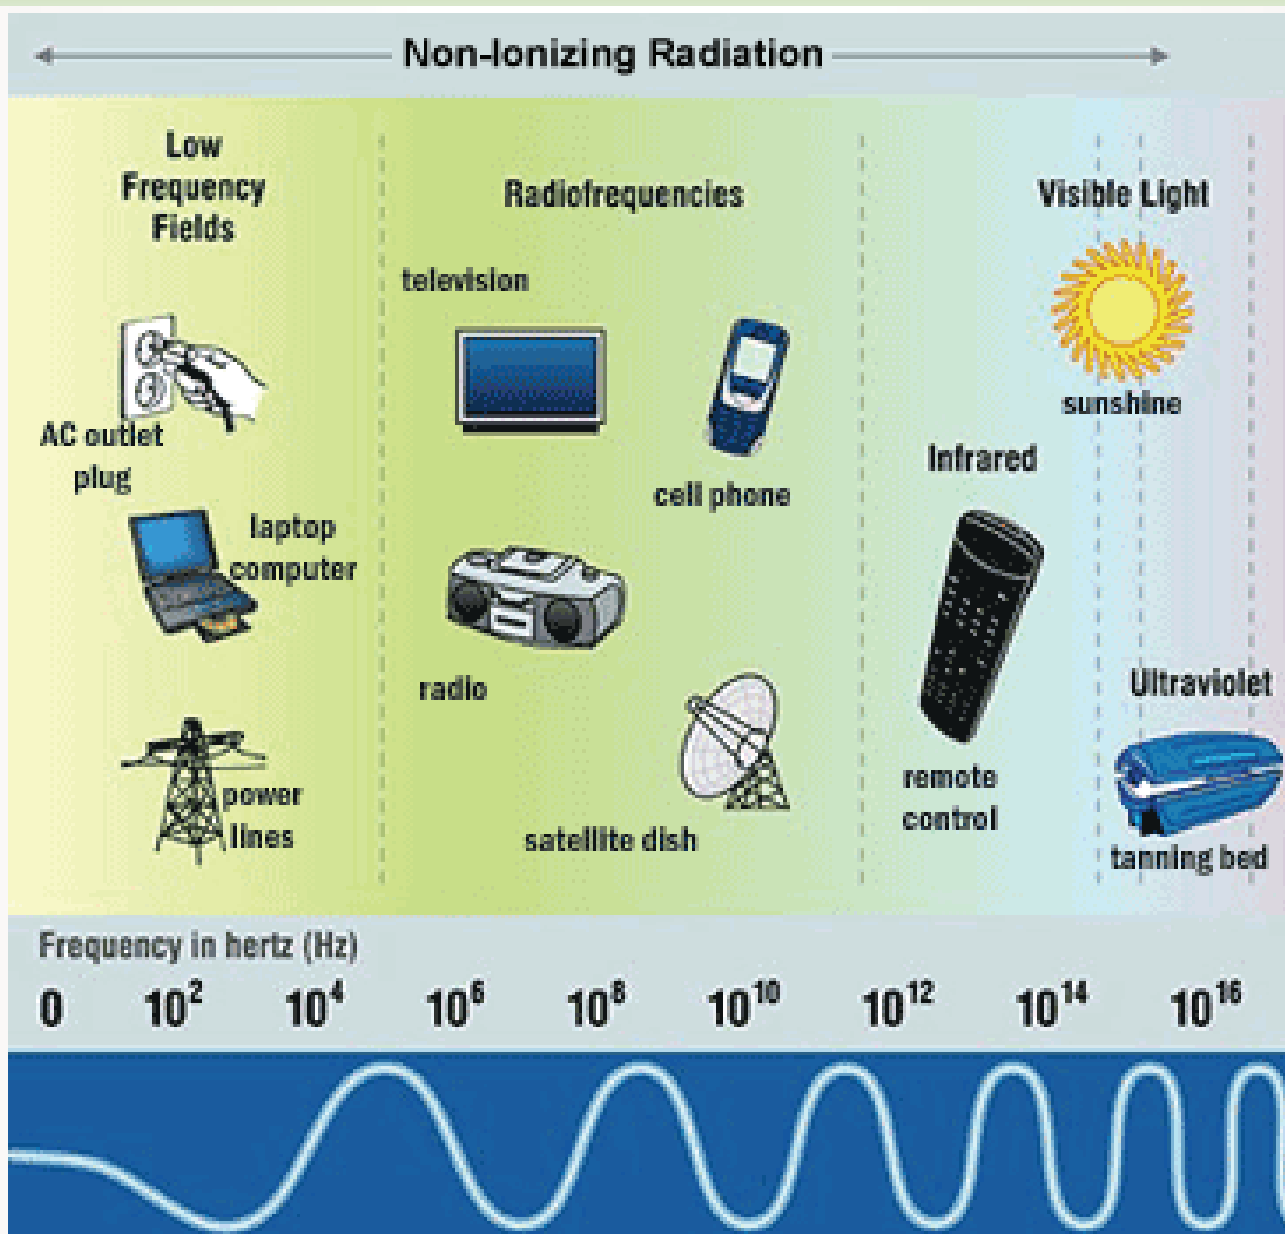 Non-Ionizing Radiation
Low
Frequency
Fields
Radiofrequencies
Visible Light
television
sunshine
AC outlet
plug
Infrared
cell phone
laptop
computer
radio
Ultraviolet
remote
control
power
lines
satellite dish
tanning bed
Frequency in hertz (Hz)
0 10² 10⁴ 10⁶ 10⁸ 10¹⁰ 10¹² 10¹⁴ 10¹⁶